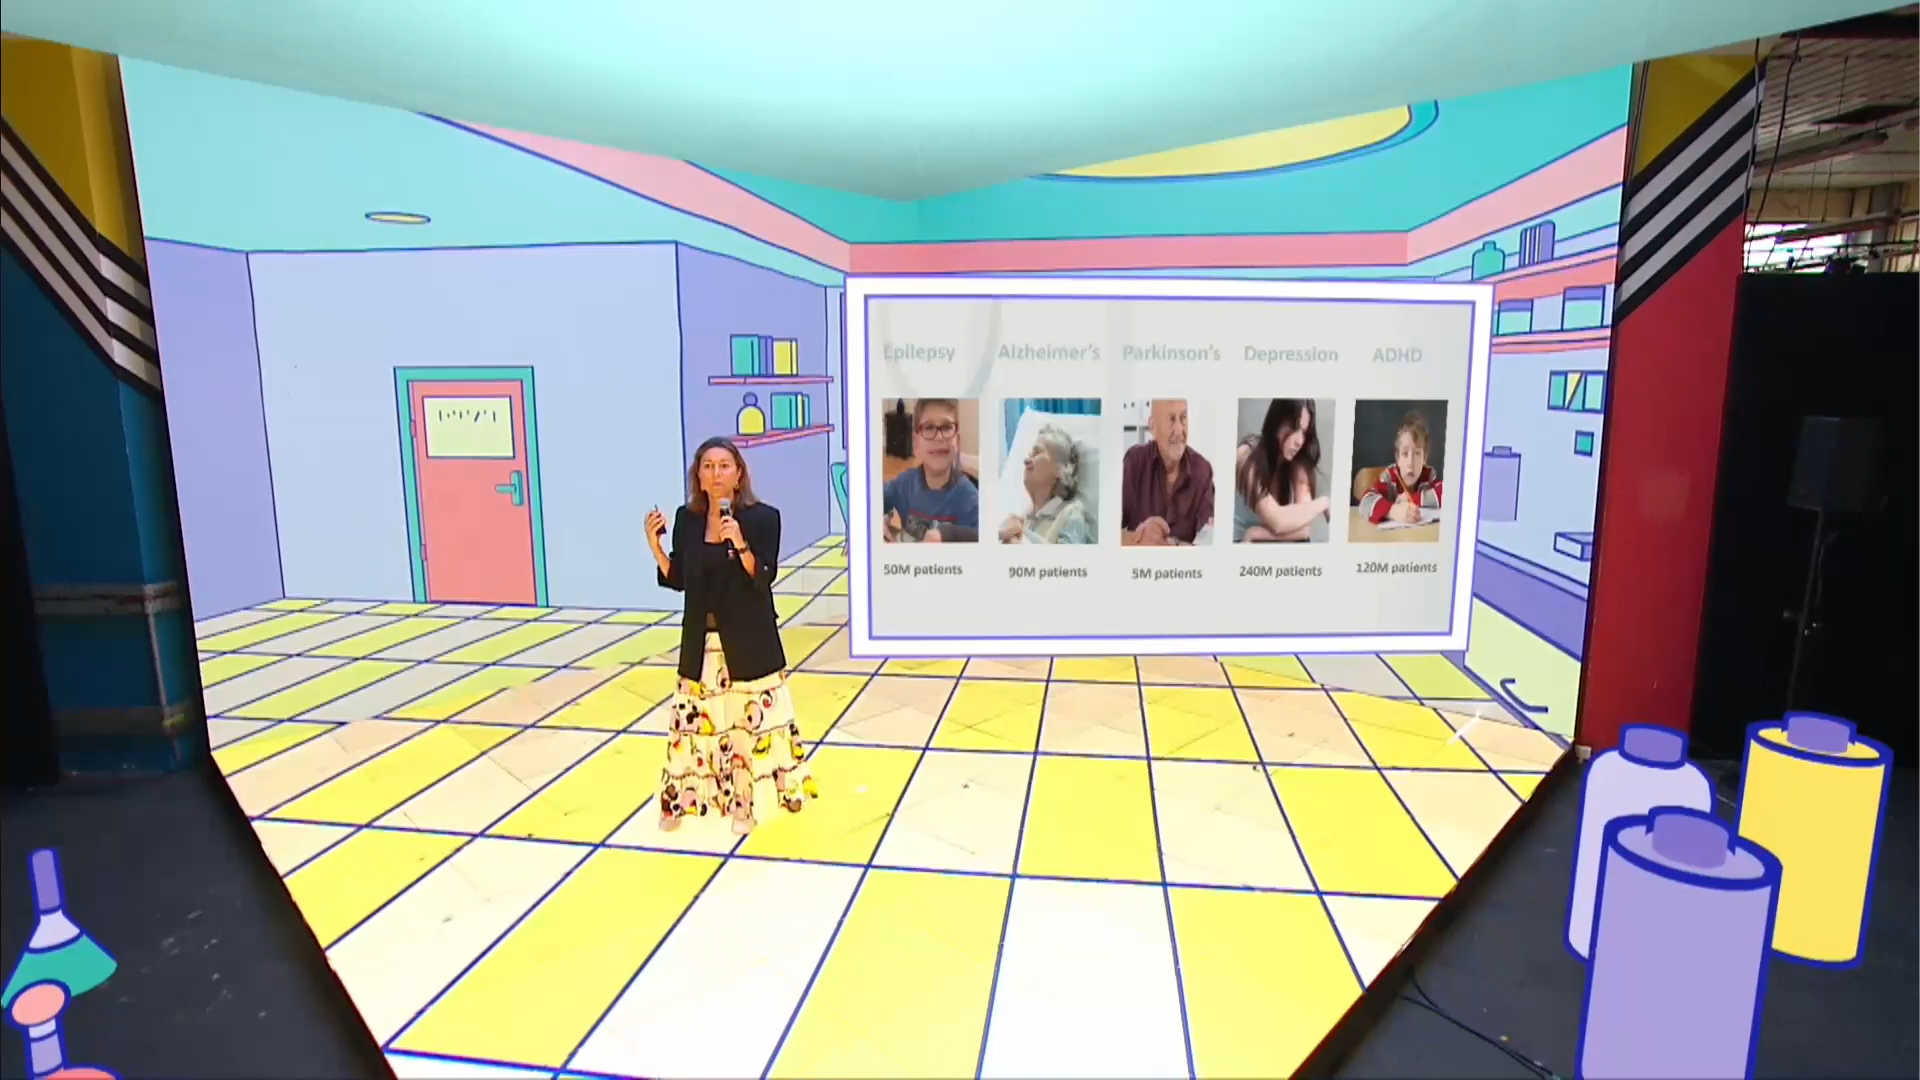 Epilepsy
Alzheimer's
Parkinson's
Depression
ADHD
50M patients
90M patients
5M patients
240M patients
120M patients